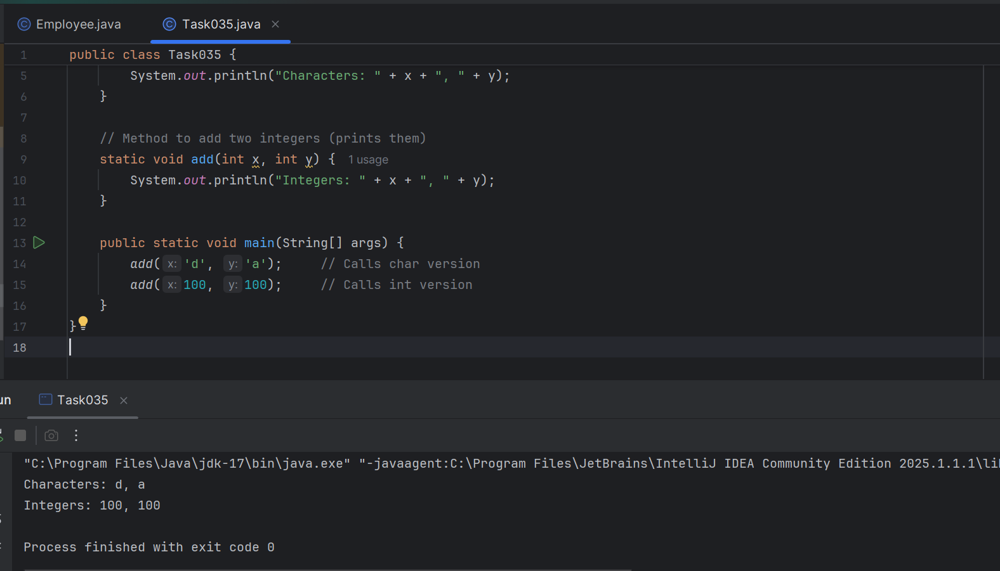 Employee.java Task035.java
1 public class Task035 {
5 System.out.println("Characters: " + x + ", " + y);
6 }
7
8 // Method to add two integers (prints them)
9 static void add(int x, int y) { 1 usage
10 System.out.println("Integers: " + x + ", " + y);
11 }
12
13 public static void main(String[] args) {
14 add( x: 'd', y: 'a'); // Calls char version
15 add( x: 100, y: 100); // Calls int version
16 }
17 }
18
un Task035
"C:\Program Files\Java\jdk-17\bin\java.exe" "-javaagent:C:\Program Files\JetBrains\IntelliJ IDEA Community Edition 2025.1.1.1\lib
Characters: d, a
Integers: 100, 100
Process finished with exit code 0